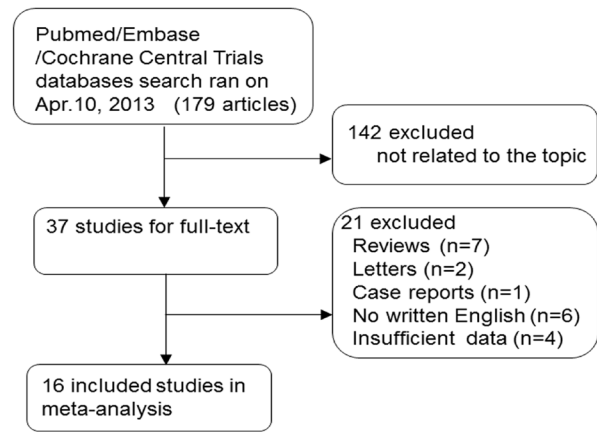 Pubmed/Embase
/Cochrane Central Trials
databases search ran on
Apr.10, 2013 (179 articles)
142 excluded
not related to the topic
37 studies for full-text
21 excluded
Reviews (n=7)
Letters (n=2)
Case reports (n=1)
No written English (n=6)
Insufficient data (n=4)
16 included studies in
meta-analysis